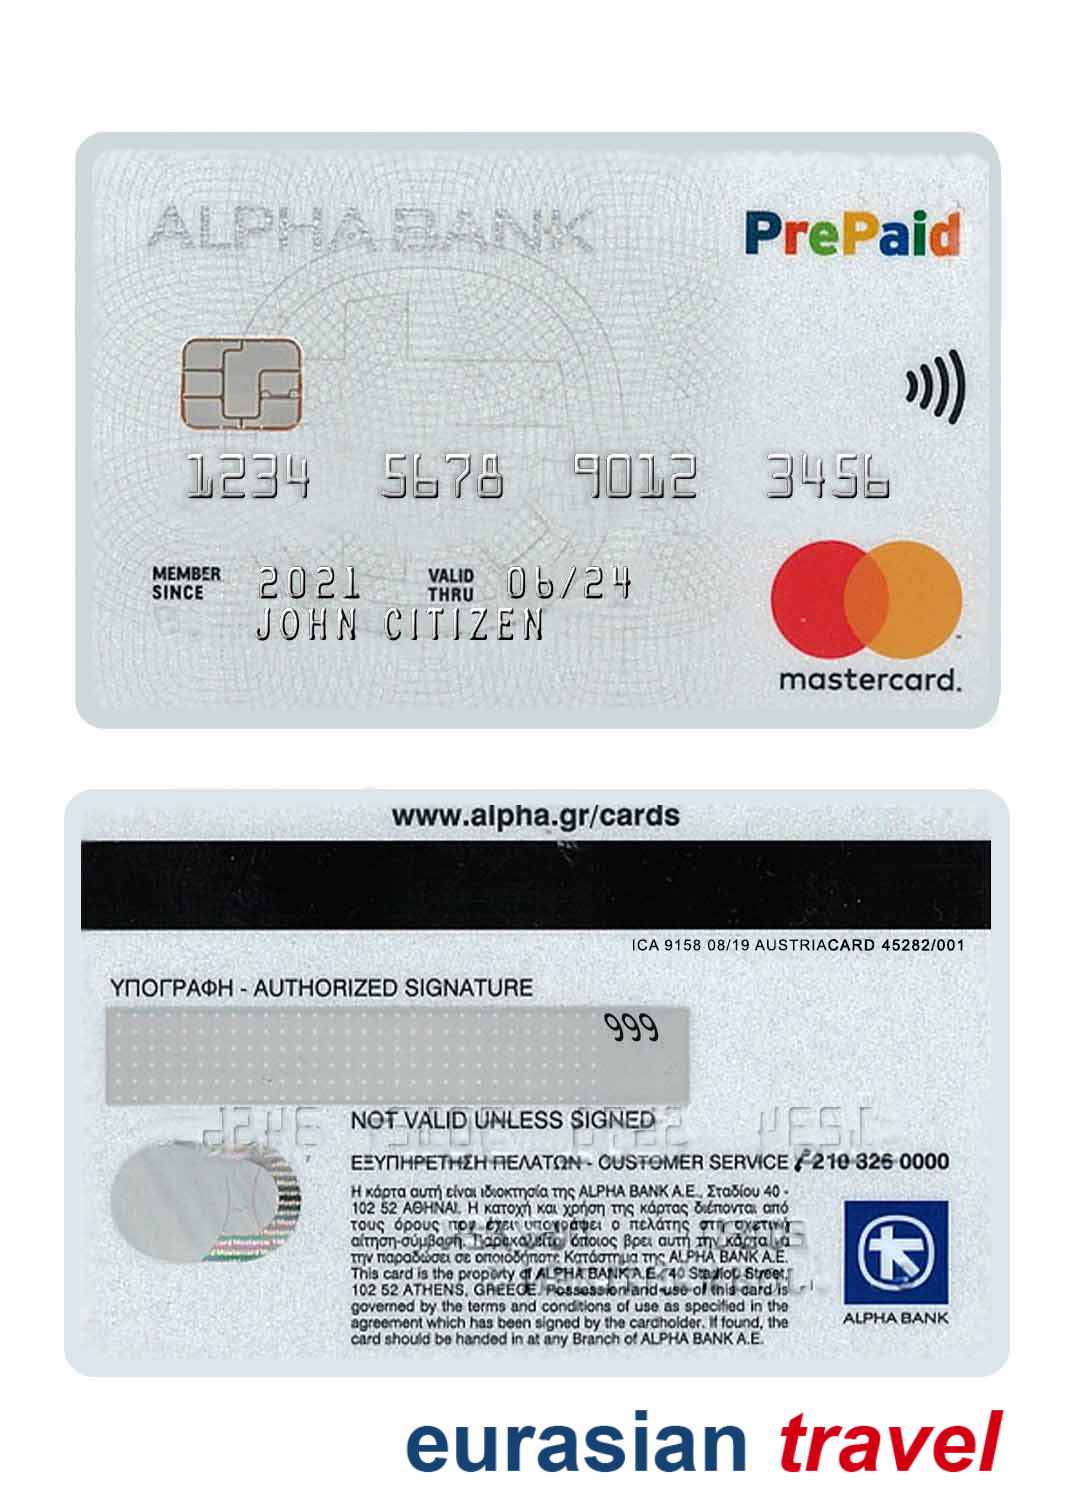 ALPHA BANK
PrePaid
1234 5678 9012 3456
MEMBER SINCE 2021 VALID THRU 06/24
JOHN CITIZEN
mastercard.
www.alpha.gr/cards
ICA 9158 08/19 AUSTRIACARD 45282/001
ΥΠΟΓΡΑΦΗ - AUTHORIZED SIGNATURE
999
NOT VALID UNLESS SIGNED
ΕΞΥΠΗΡΕΤΗΣΗ ΠΕΛΑΤΩΝ - CUSTOMER SERVICE 210 326 0000
Η κάρτα αυτή είναι ιδιοκτησία της ALPHA BANK A.E., Σταδίου 40 -
102 52 ΑΘΗΝΑΙ. Η κατοχή και χρήση της κάρτας διέπονται από
τους όρους που έχει υπογράψει ο πελάτης στη σχετική
αίτηση-σύμβαση. Παρακαλείται όποιος βρει αυτή την κάρτα να
την παραδώσει σε οποιοδήποτε Κατάστημα της ALPHA BANK A.E.
This card is the property of ALPHA BANK A.E. 40 Stadiou Street,
102 52 ATHENS, GREECE. Possession and use of this card is
governed by the terms and conditions of use as specified in the
agreement which has been signed by the cardholder. If found, the
card should be handed in at any Branch of ALPHA BANK A.E.
ALPHA BANK
eurasian travel